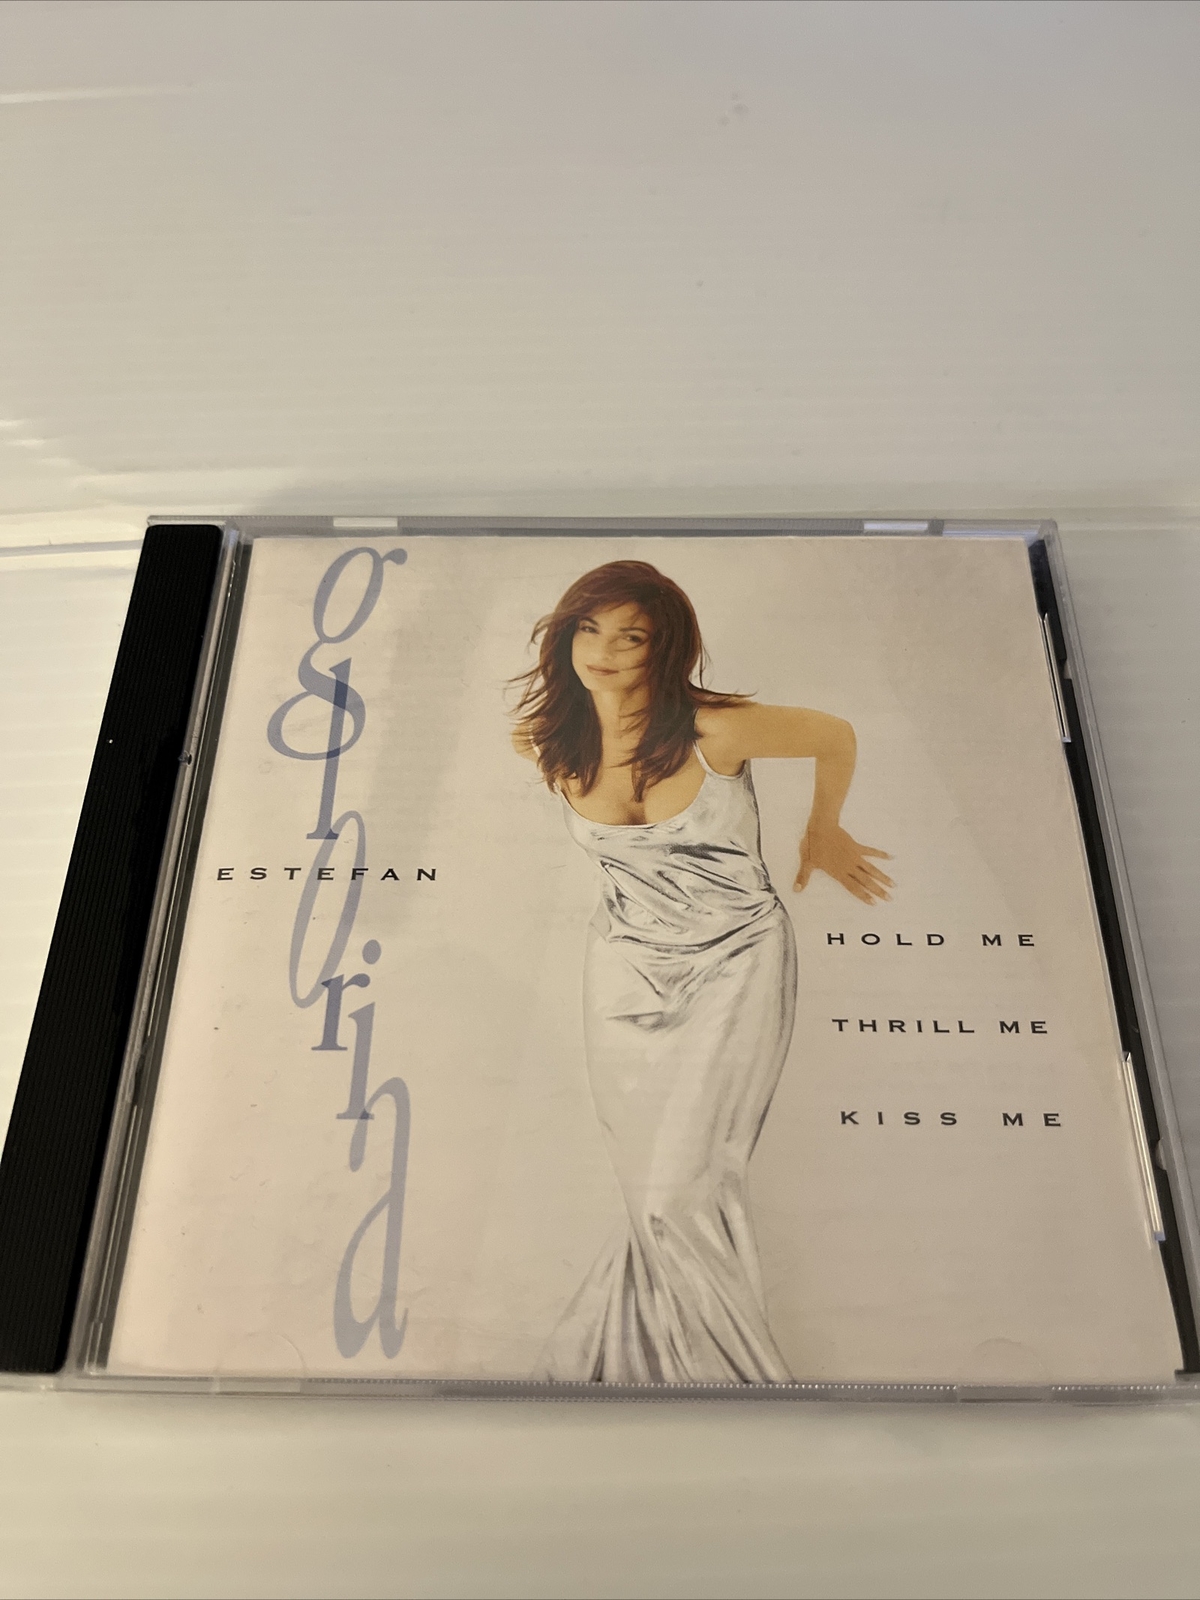 gloria
ESTEFAN
HOLD ME
THRILL ME
KISS ME